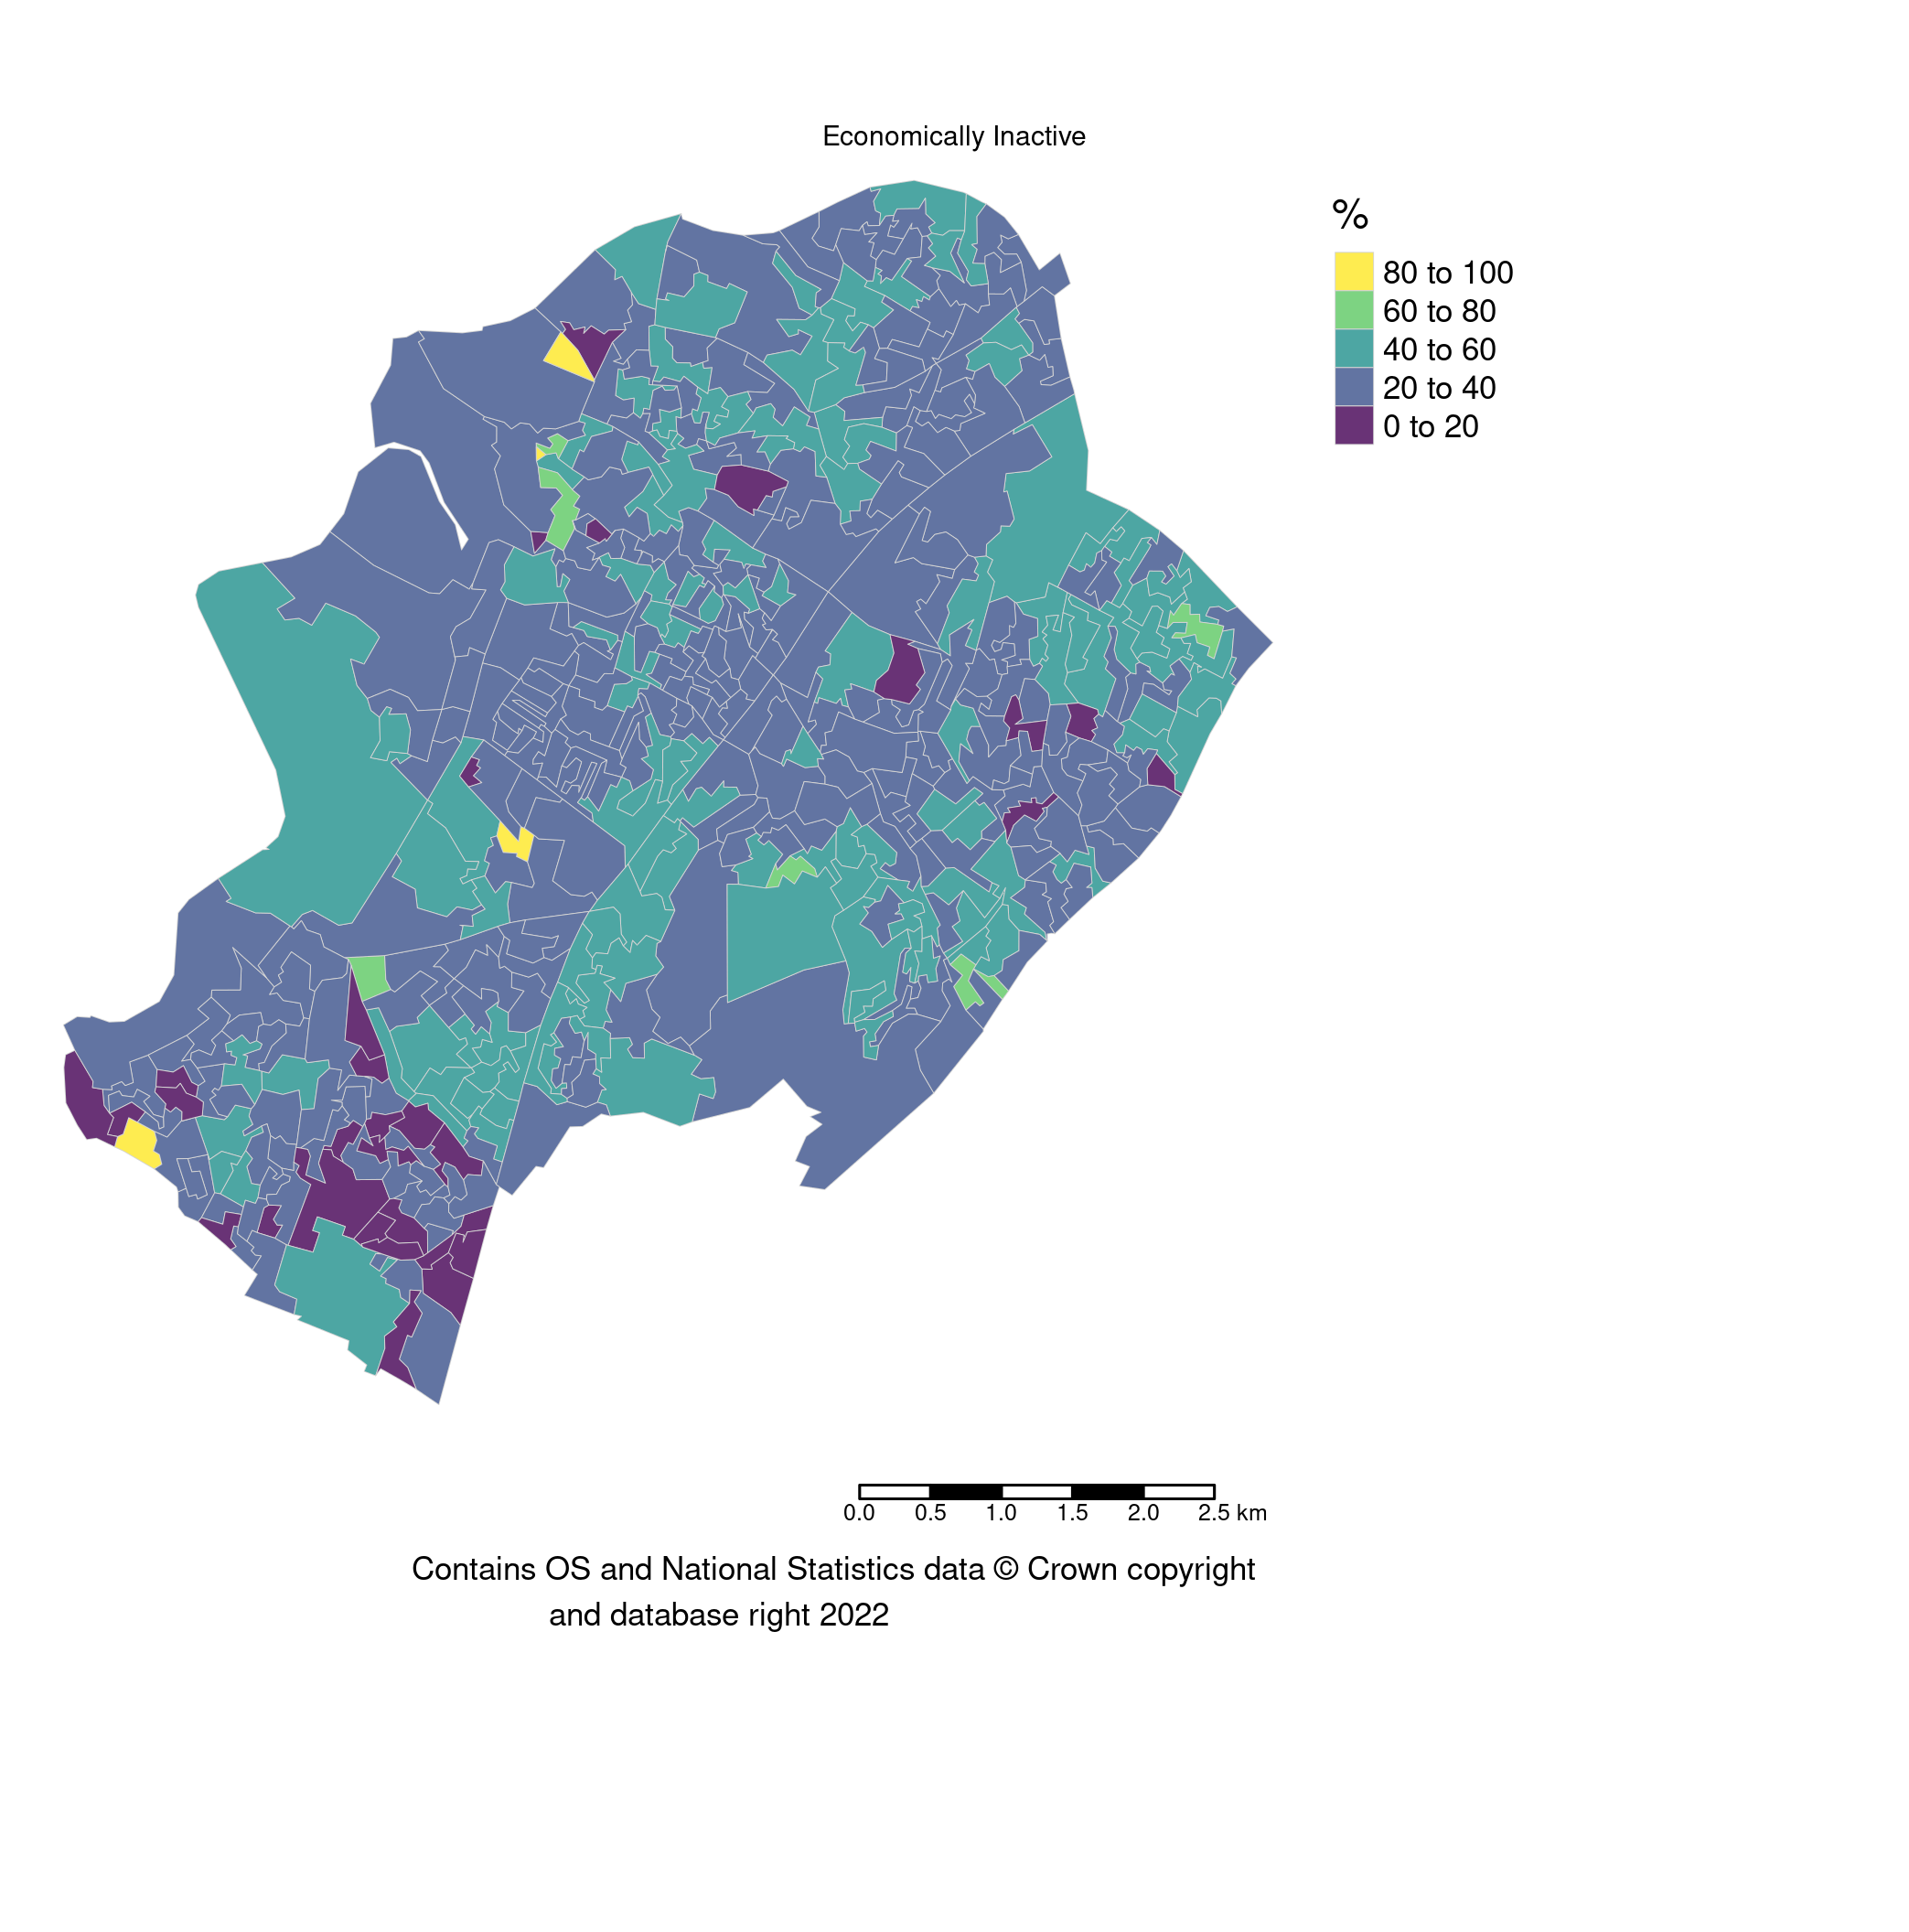 Economically Inactive
%
80 to 100
60 to 80
40 to 60
20 to 40
0 to 20
0.0 0.5 1.0 1.5 2.0 2.5 km
Contains OS and National Statistics data © Crown copyright
and database right 2022